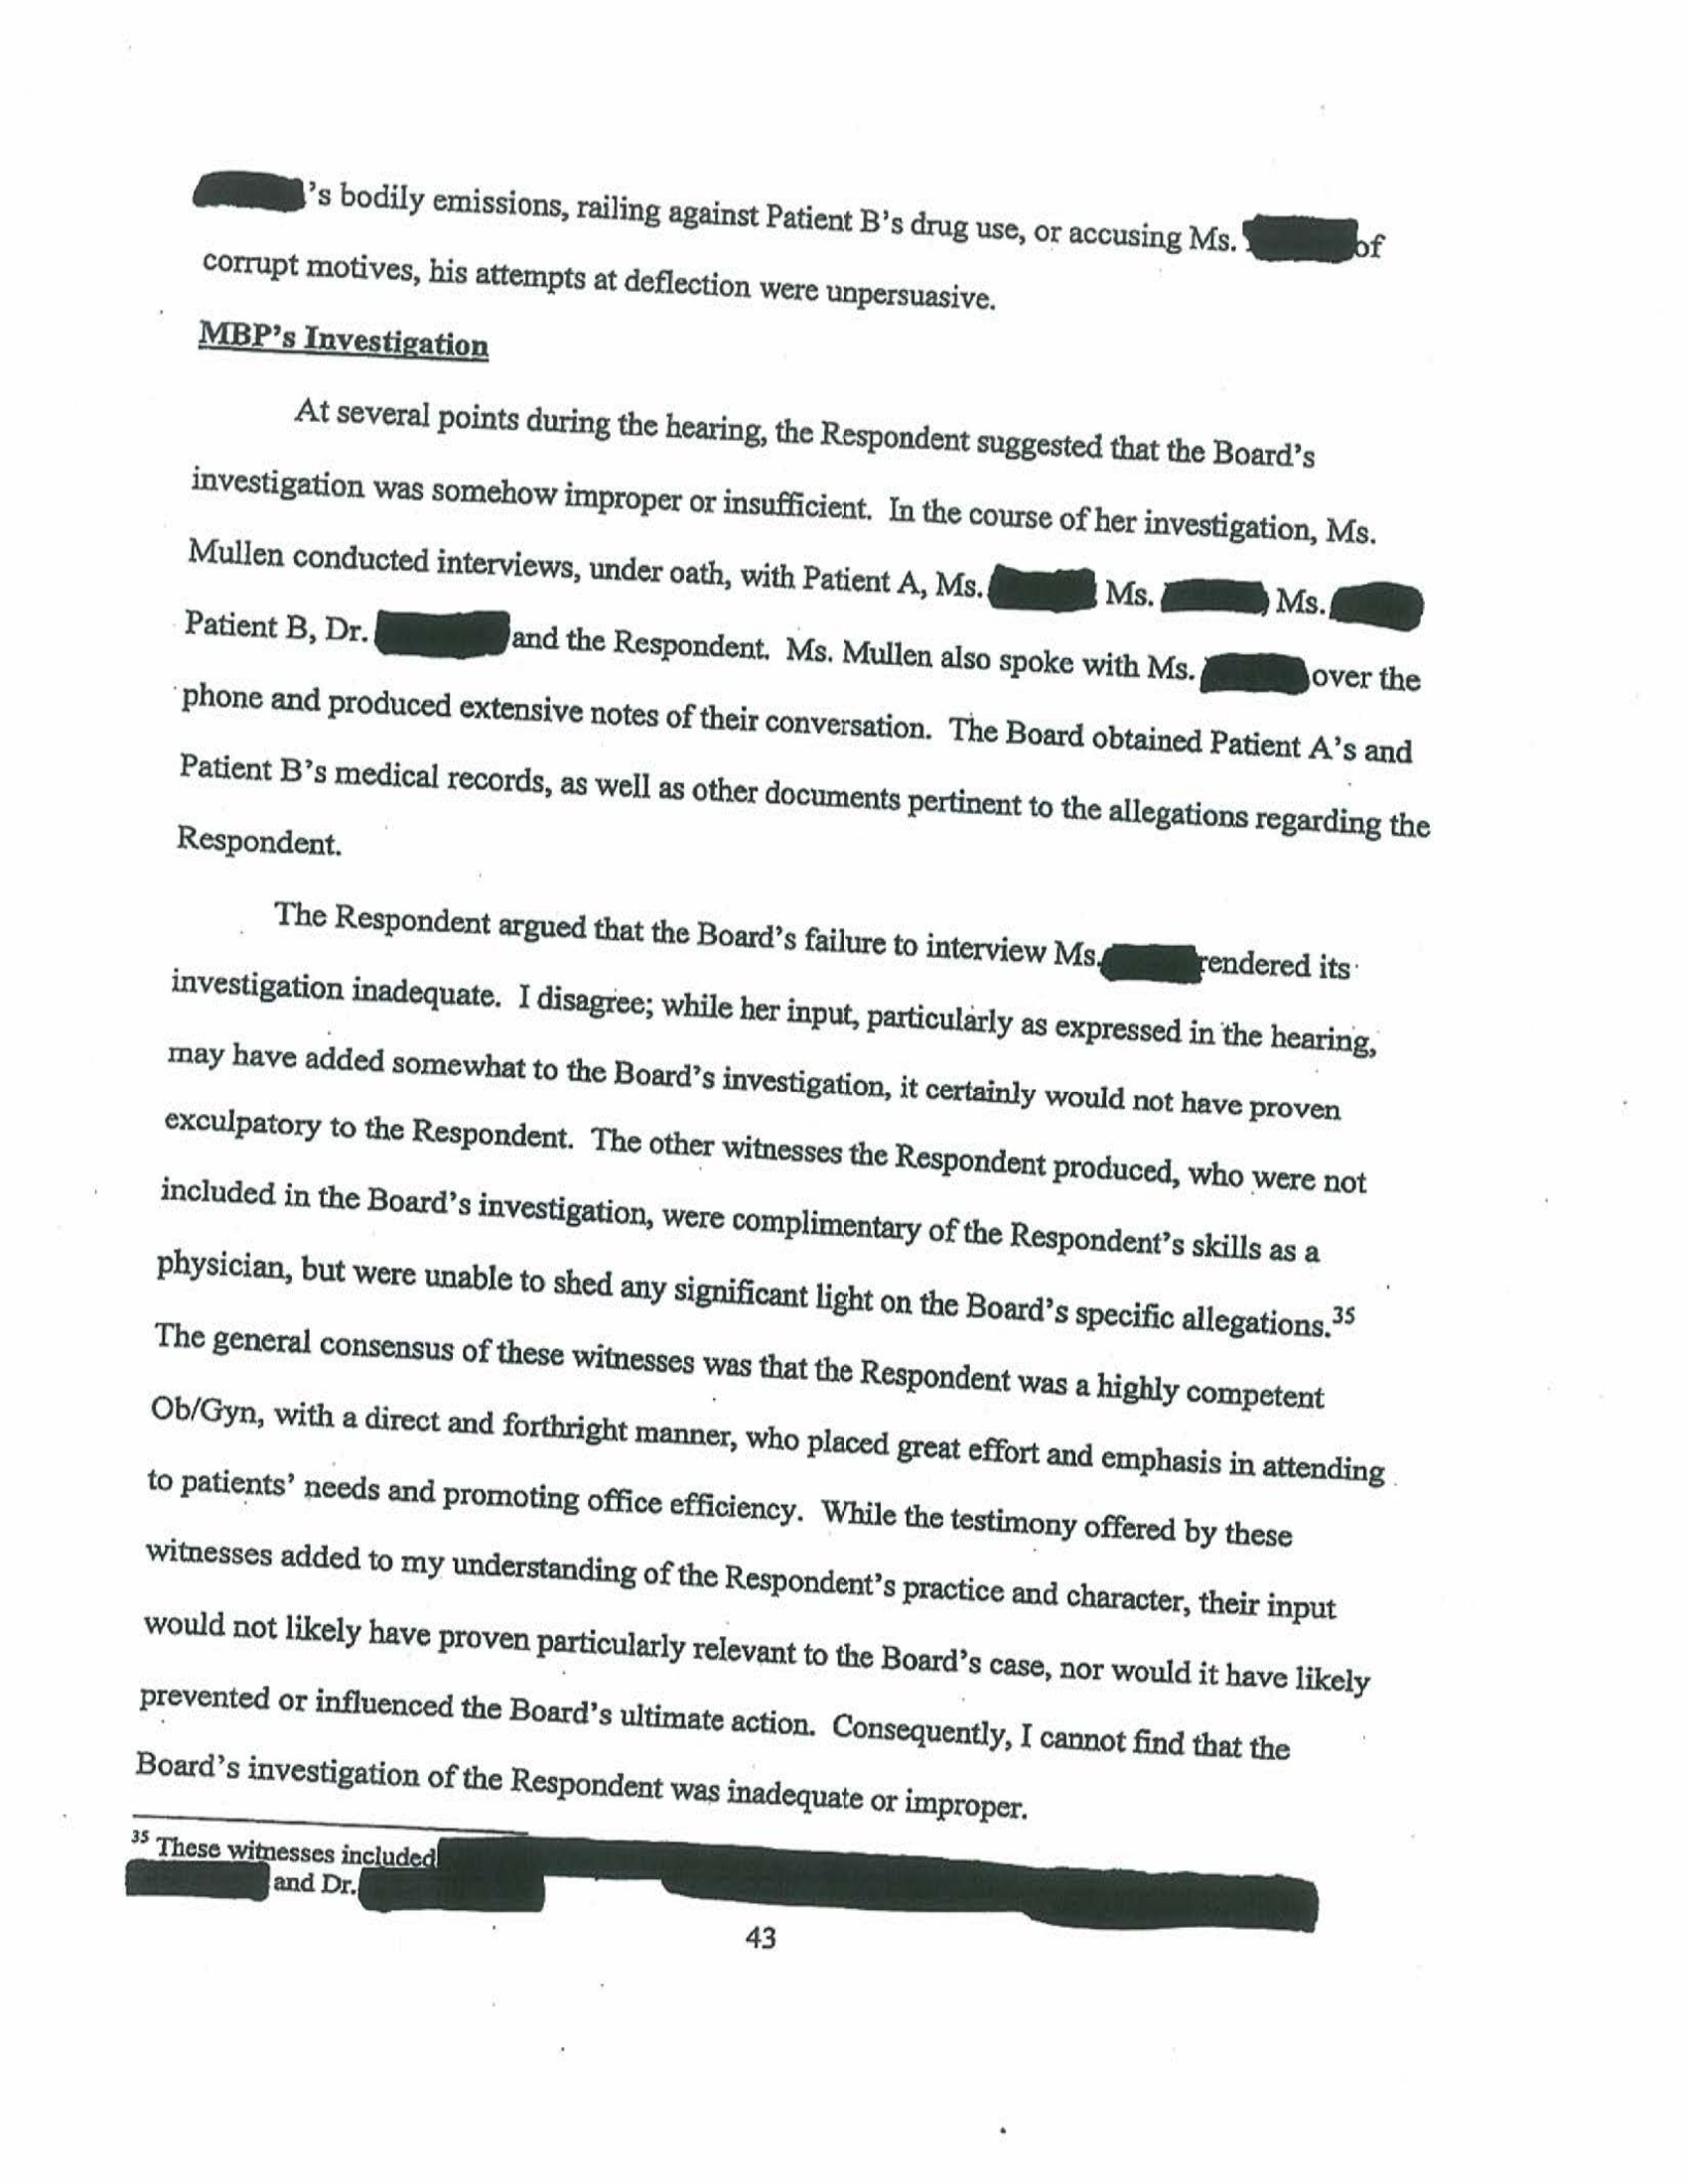 's bodily emissions, railing against Patient B's drug use, or accusing Ms. of
corrupt motives, his attempts at deflection were unpersuasive.
MBP's Investigation
At several points during the hearing, the Respondent suggested that the Board's
investigation was somehow improper or insufficient. In the course of her investigation, Ms.
Mullen conducted interviews, under oath, with Patient A, Ms. Ms. , Ms.
Patient B, Dr. and the Respondent. Ms. Mullen also spoke with Ms. over the
phone and produced extensive notes of their conversation. The Board obtained Patient A's and
Patient B's medical records, as well as other documents pertinent to the allegations regarding the
Respondent.
The Respondent argued that the Board's failure to interview Ms. rendered its
investigation inadequate. I disagree; while her input, particularly as expressed in the hearing,
may have added somewhat to the Board's investigation, it certainly would not have proven
exculpatory to the Respondent. The other witnesses the Respondent produced, who were not
included in the Board's investigation, were complimentary of the Respondent's skills as a
physician, but were unable to shed any significant light on the Board's specific allegations.35
The general consensus of these witnesses was that the Respondent was a highly competent
Ob/Gyn, with a direct and forthright manner, who placed great effort and emphasis in attending
to patients' needs and promoting office efficiency. While the testimony offered by these
witnesses added to my understanding of the Respondent's practice and character, their input
would not likely have proven particularly relevant to the Board's case, nor would it have likely
prevented or influenced the Board's ultimate action. Consequently, I cannot find that the
Board's investigation of the Respondent was inadequate or improper.
35 These witnesses included
and Dr.
43